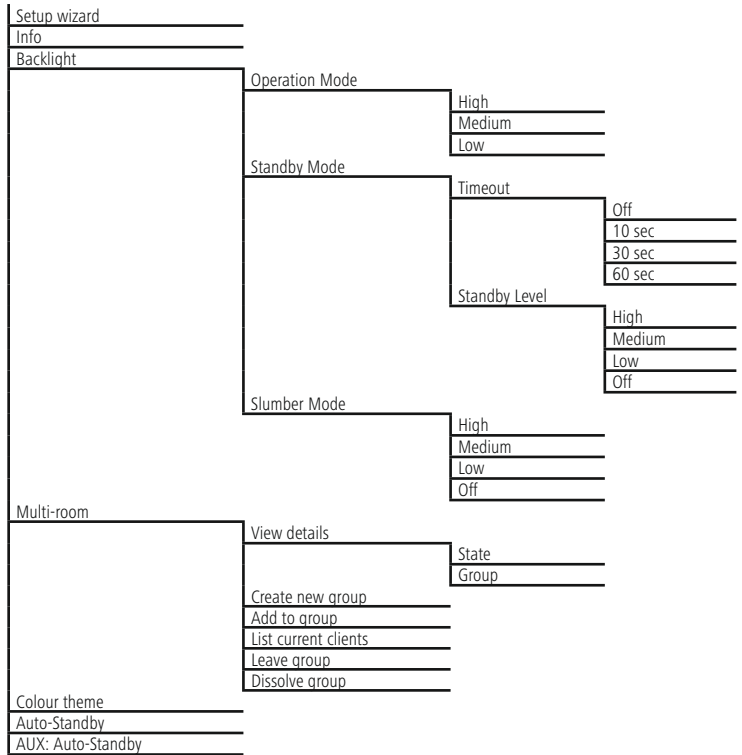 Setup wizard
Info
Backlight
Operation Mode
High
Medium
Low
Standby Mode
Timeout
Off
10 sec
30 sec
60 sec
Standby Level
High
Medium
Low
Off
Slumber Mode
High
Medium
Low
Off
Multi-room
View details
State
Group
Create new group
Add to group
List current clients
Leave group
Dissolve group
Colour theme
Auto-Standby
AUX: Auto-Standby